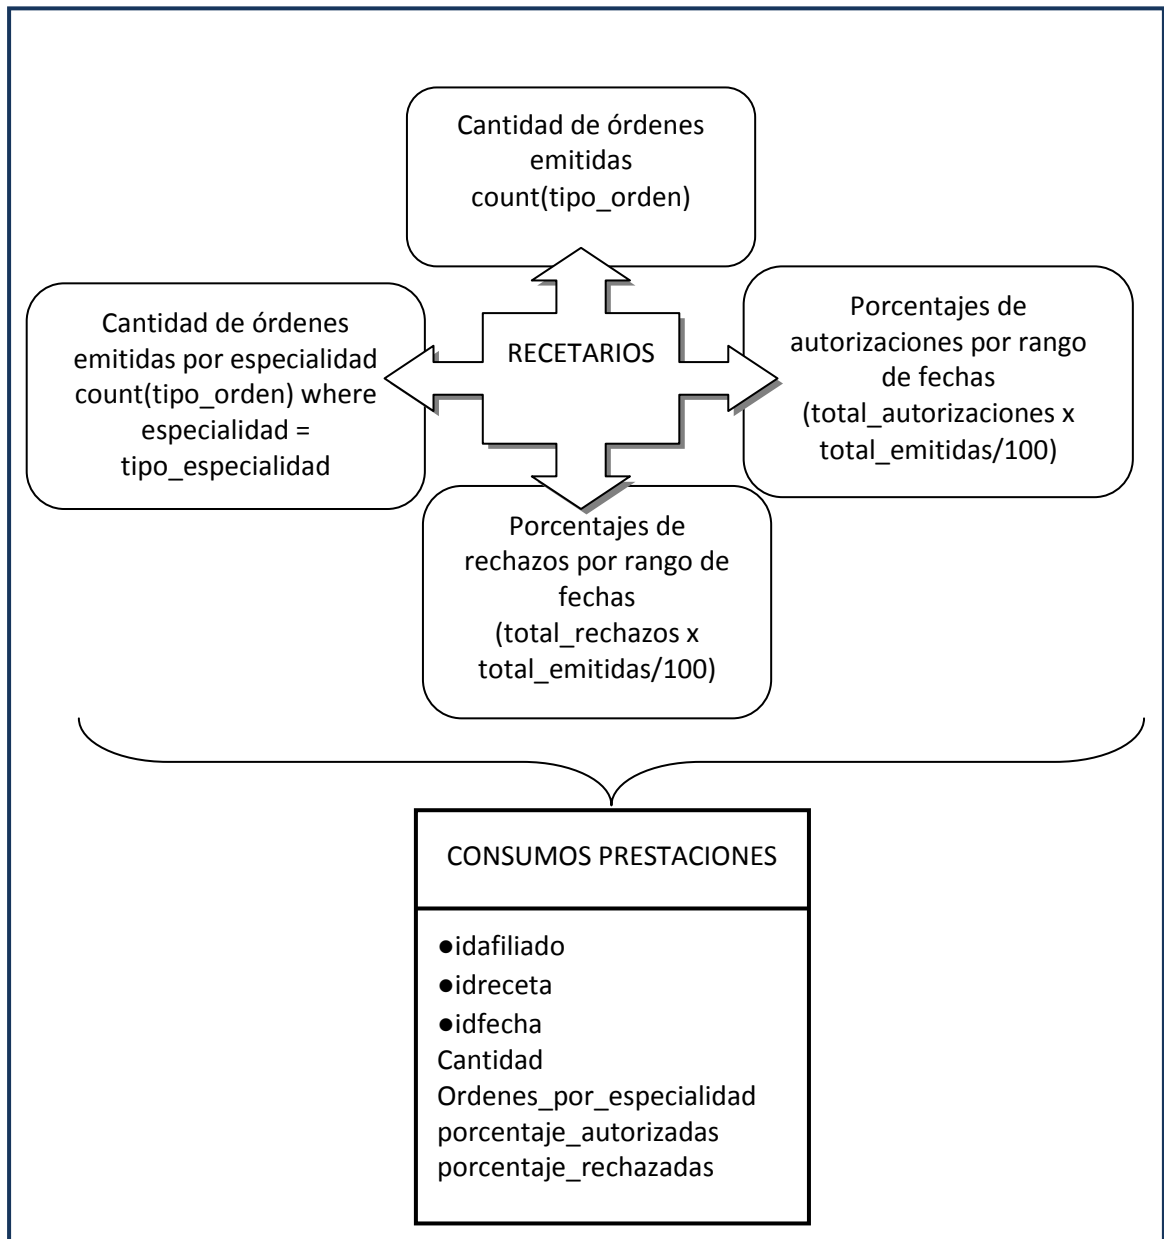 Cantidad de órdenes
emitidas
count(tipo_orden)
Cantidad de órdenes
emitidas por especialidad
count(tipo_orden) where
especialidad =
tipo_especialidad
RECETARIOS
Porcentajes de
autorizaciones por rango
de fechas
(total_autorizaciones x
total_emitidas/100)
Porcentajes de
rechazos por rango de
fechas
(total_rechazos x
total_emitidas/100)
CONSUMOS PRESTACIONES
●idafiliado
●idreceta
●idfecha
Cantidad
Ordenes_por_especialidad
porcentaje_autorizadas
porcentaje_rechazadas